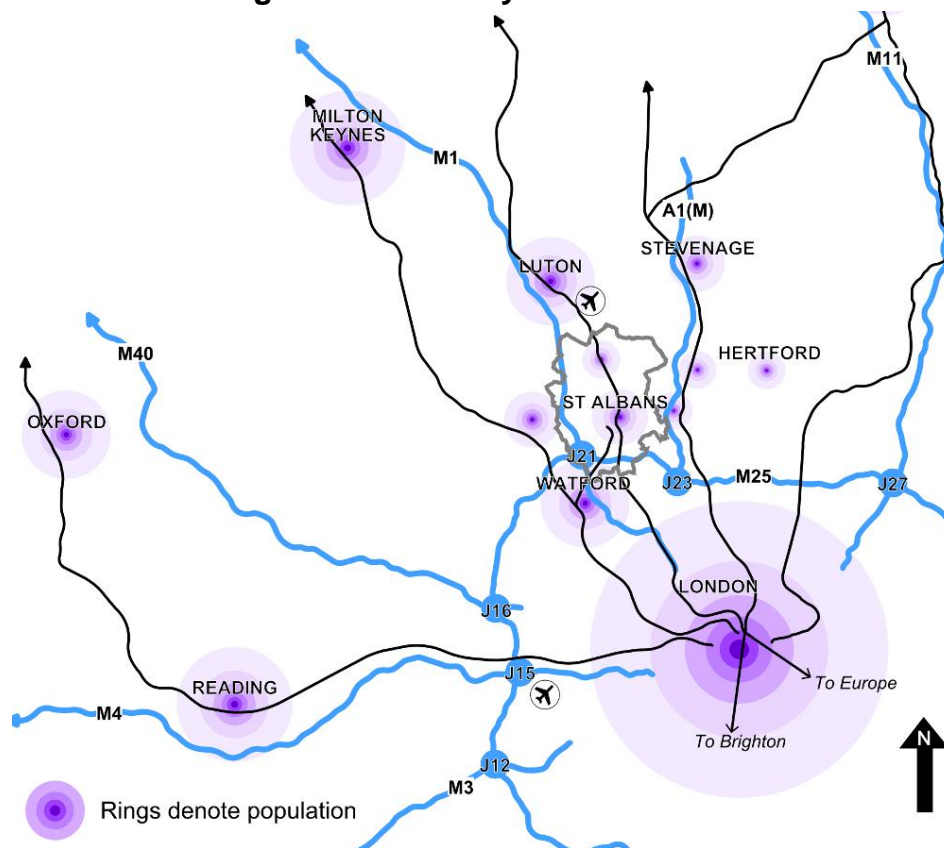 M11
MILTON
KEYNES
M1
A1(M)
STEVENAGE
LUTON
M40
HERTFORD
ST ALBANS
OXFORD
J21
WATFORD
J23
M25
J27
LONDON
J16
J15
READING
To Europe
M4
To Brighton
N
J12
M3
Rings denote population